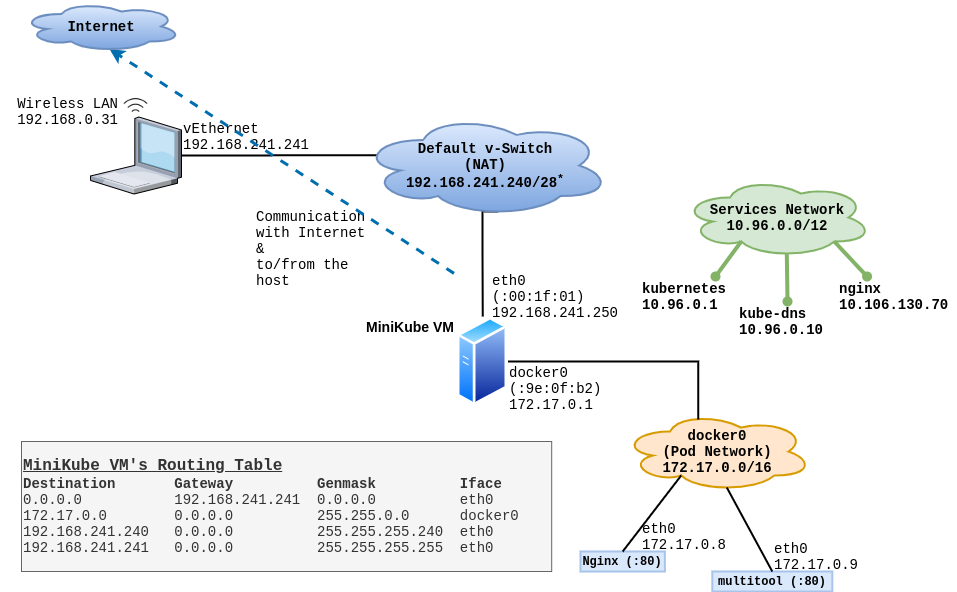 Internet
Wireless LAN
192.168.0.31
vEthernet
192.168.241.241
Default v-Switch
(NAT)
192.168.241.240/28*
Communication
with Internet
&
to/from the
host
Services Network
10.96.0.0/12
kubernetes
10.96.0.1
kube-dns
10.96.0.10
nginx
10.106.130.70
eth0
(:00:1f:01)
192.168.241.250
MiniKube VM
docker0
(:9e:0f:b2)
172.17.0.1
docker0
(Pod Network)
172.17.0.0/16
eth0
172.17.0.8
Nginx (:80)
eth0
172.17.0.9
multitool (:80)
MiniKube VM's Routing Table
Destination Gateway Genmask Iface
0.0.0.0 192.168.241.241 0.0.0.0 eth0
172.17.0.0 0.0.0.0 255.255.0.0 docker0
192.168.241.240 0.0.0.0 255.255.255.240 eth0
192.168.241.241 0.0.0.0 255.255.255.255 eth0